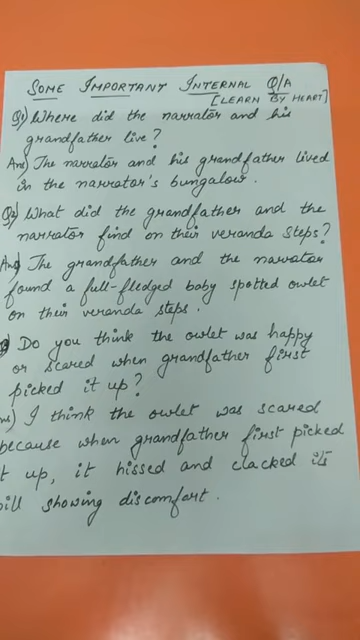 SOME IMPORTANT INTERNAL Q/A
[LEARN BY HEART]
Q1) Where did the narrator and his
grandfather live?
Ans) The narrator and his grandfather lived
in the narrator's bungalow.
Q2) What did the grandfather and the
narrator find on their veranda steps?
Ans) The grandfather and the narrator
found a full-fledged baby spotted owlet
on their veranda steps.
Do you think the owlet was happy
or scared when grandfather first
picked it up?
ns) I think the owlet was scared
because when grandfather first picked
t up, it hissed and clacked its
bill showing discomfort.